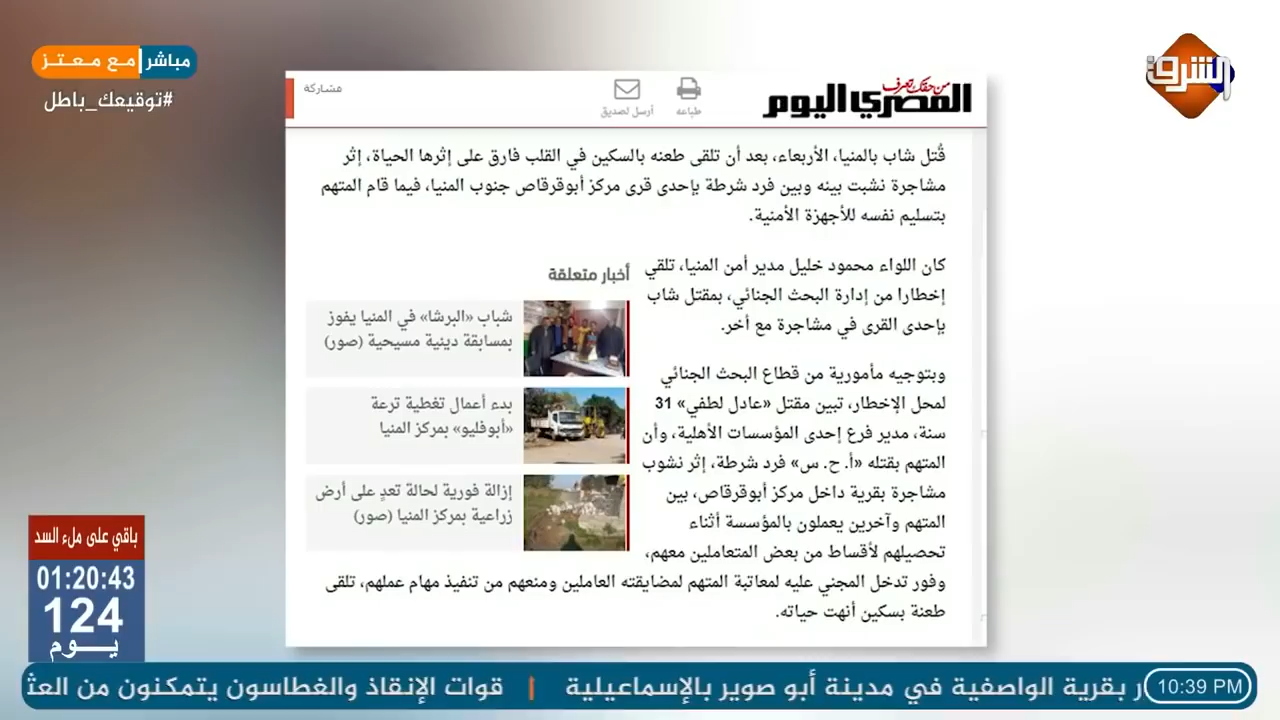 مباشر مع معتز
#توقيعك_باطل
الشرق
من حقك تعرف
المصري اليوم
طباعه
أرسل لصديق
مشاركة
قُتل شاب بالمنيا، الأربعاء، بعد أن تلقى طعنه بالسكين في القلب فارق على إثرها الحياة، إثر
مشاجرة نشبت بينه وبين فرد شرطة بإحدى قرى مركز أبوقرقاص جنوب المنيا، فيما قام المتهم
بتسليم نفسه للأجهزة الأمنية.
كان اللواء محمود خليل مدير أمن المنيا، تلقي
إخطارا من إدارة البحث الجنائي، بمقتل شاب
بإحدى القرى في مشاجرة مع أخر.
وبتوجيه مأمورية من قطاع البحث الجنائي
لمحل الإخطار، تبين مقتل «عادل لطفي» 31
سنة، مدير فرع إحدى المؤسسات الأهلية، وأن
المتهم بقتله «أ. ح. س» فرد شرطة، إثر نشوب
مشاجرة بقرية داخل مركز أبوقرقاص، بين
المتهم وآخرين يعملون بالمؤسسة أثناء
تحصيلهم لأقساط من بعض المتعاملين معهم،
وفور تدخل المجني عليه لمعاتبة المتهم لمضايقته العاملين ومنعهم من تنفيذ مهام عملهم، تلقى
طعنة بسكين أنهت حياته.
أخبار متعلقة
شباب «البرشا» في المنيا يفوز
بمسابقة دينية مسيحية (صور)
بدء أعمال تغطية ترعة
«أبوفليو» بمركز المنيا
إزالة فورية لحالة تعدٍ على أرض
زراعية بمركز المنيا (صور)
باقي على ملء السد
01:20:43
124
يــوم
10:39 PM
ر بقرية الواصفية في مدينة أبو صوير بالإسماعيلية | قوات الإنقاذ والغطاسون يتمكنون من العث